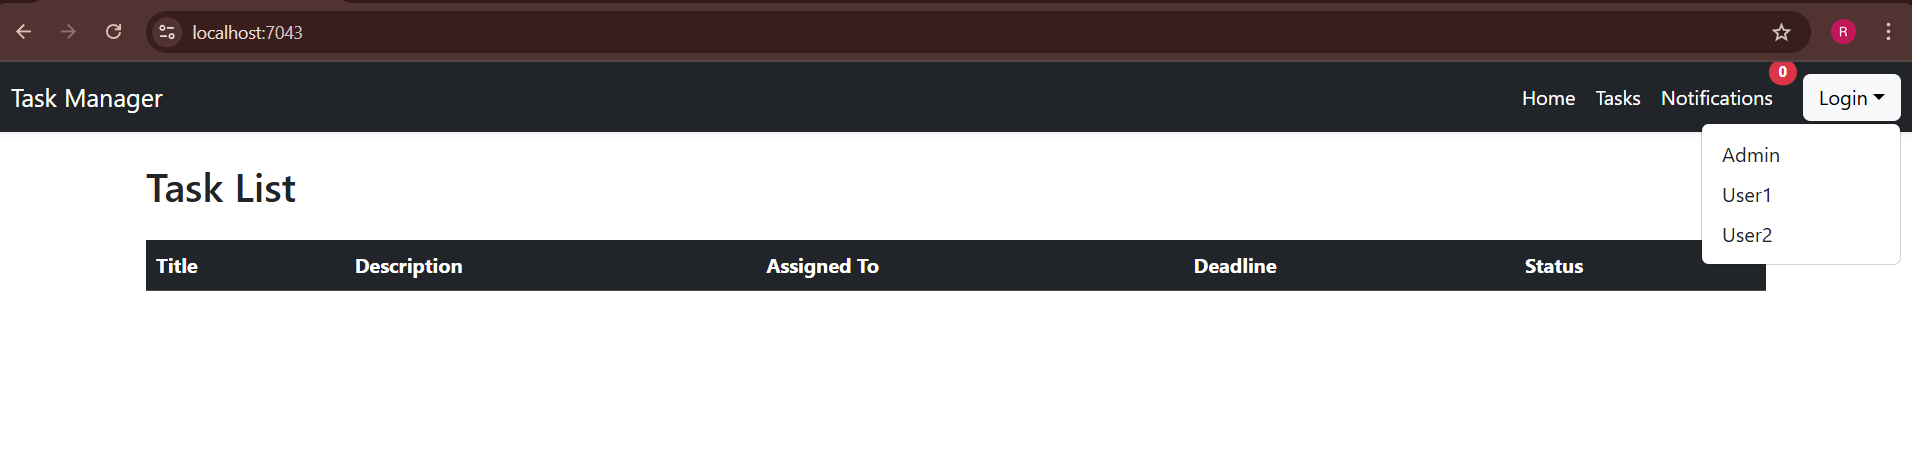 localhost:7043
R
Task Manager
Home Tasks Notifications 0 Login
Admin
User1
User2
Task List
Title Description Assigned To Deadline Status